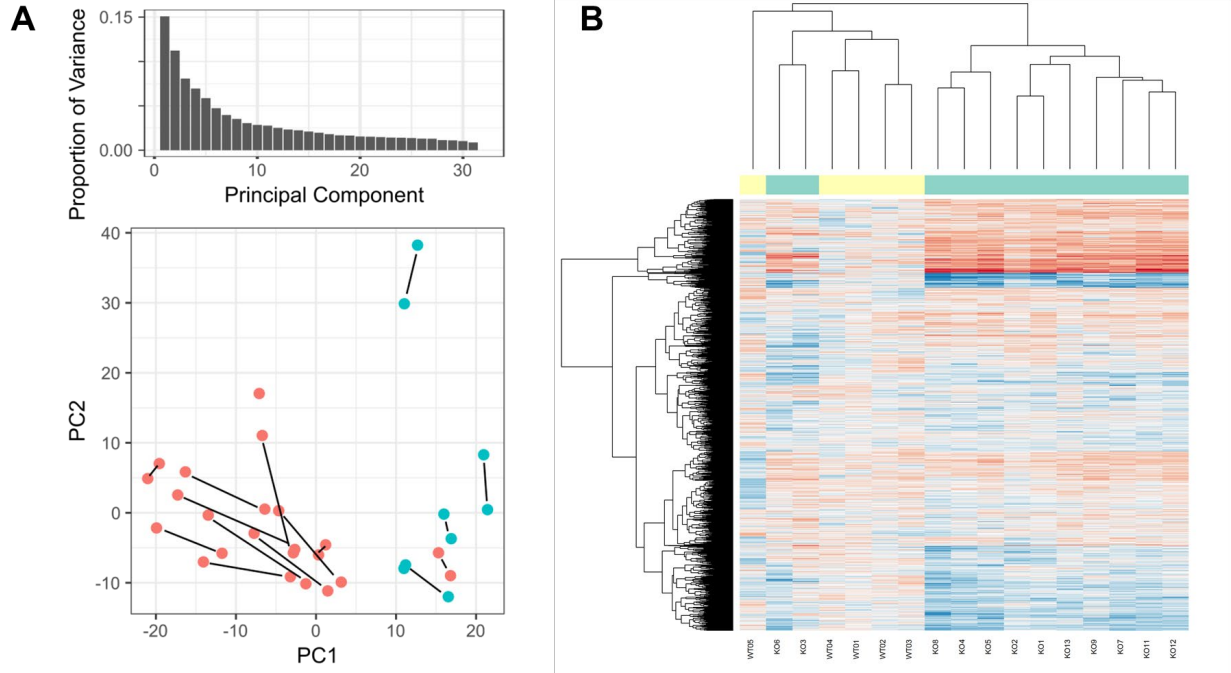 A
B
0.15
0.00
Proportion of Variance
0
10
20
30
Principal Component
40
30
20
10
0
-10
PC2
-20
-10
0
10
20
PC1
WT05
KO6
KO3
WT04
WT01
WT02
WT03
KO8
KO4
KO5
KO2
KO1
KO13
KO9
KO7
KO11
KO12